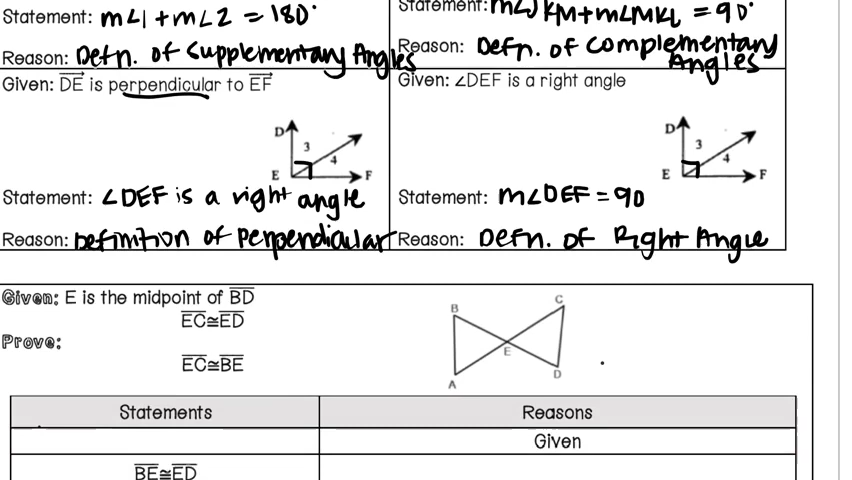 Statement: m∠1 + m∠2 = 180°
Reason: Defn. of Supplementary Angles
Statement: m∠JKM + m∠MKL = 90°
Reason: Defn. of Complementary Angles
Given: DE is perpendicular to EF
D
3
4
E
F
Statement: ∠DEF is a right angle
Reason: Definition of Perpendicular
Given: ∠DEF is a right angle
D
3
4
E
F
Statement: m∠DEF = 90
Reason: Defn. of Right Angle
Given: E is the midpoint of BD
EC≅ED
Prove:
EC≅BE
B
C
E
A
D
Statements
Reasons
Given
BE≅ED